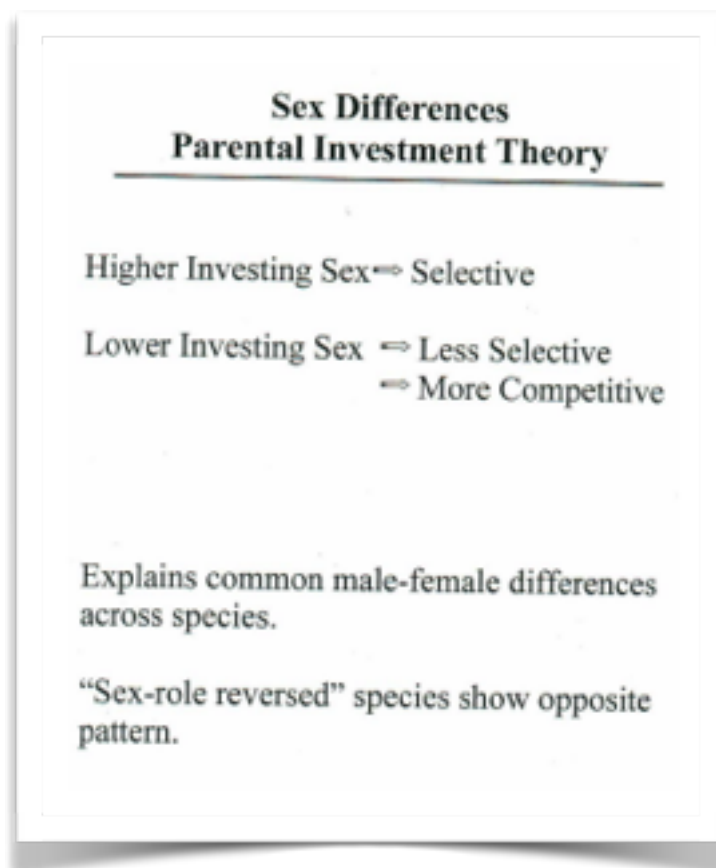 Sex Differences
Parental Investment Theory
Higher Investing Sex⇨ Selective
Lower Investing Sex ⇨ Less Selective
⇨ More Competitive
Explains common male-female differences
across species.
“Sex-role reversed” species show opposite
pattern.